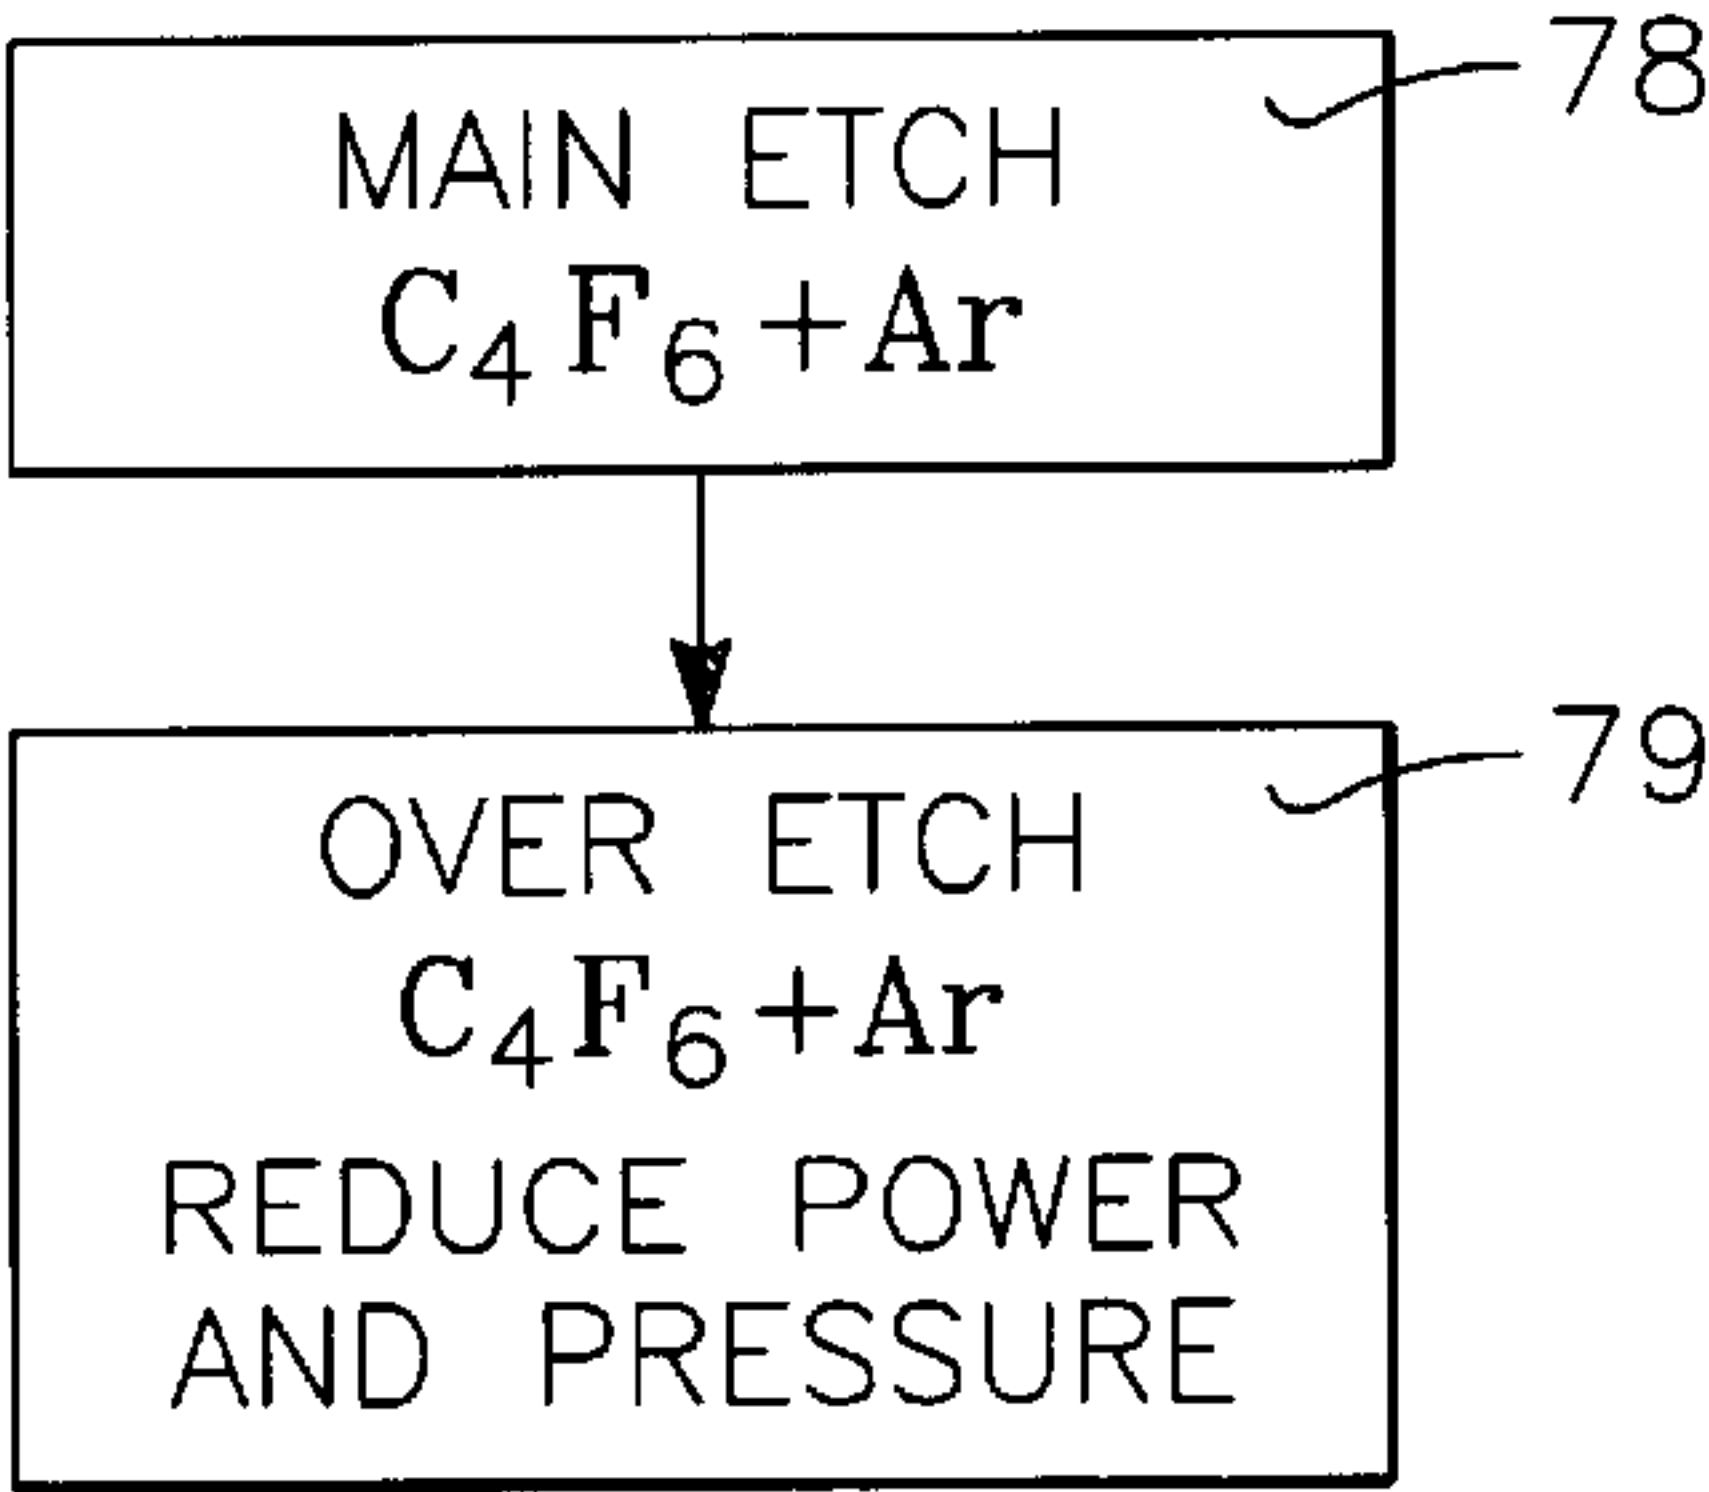 MAIN ETCH 78
C₄F₆+Ar
OVER ETCH 79
C₄F₆+Ar
REDUCE POWER
AND PRESSURE